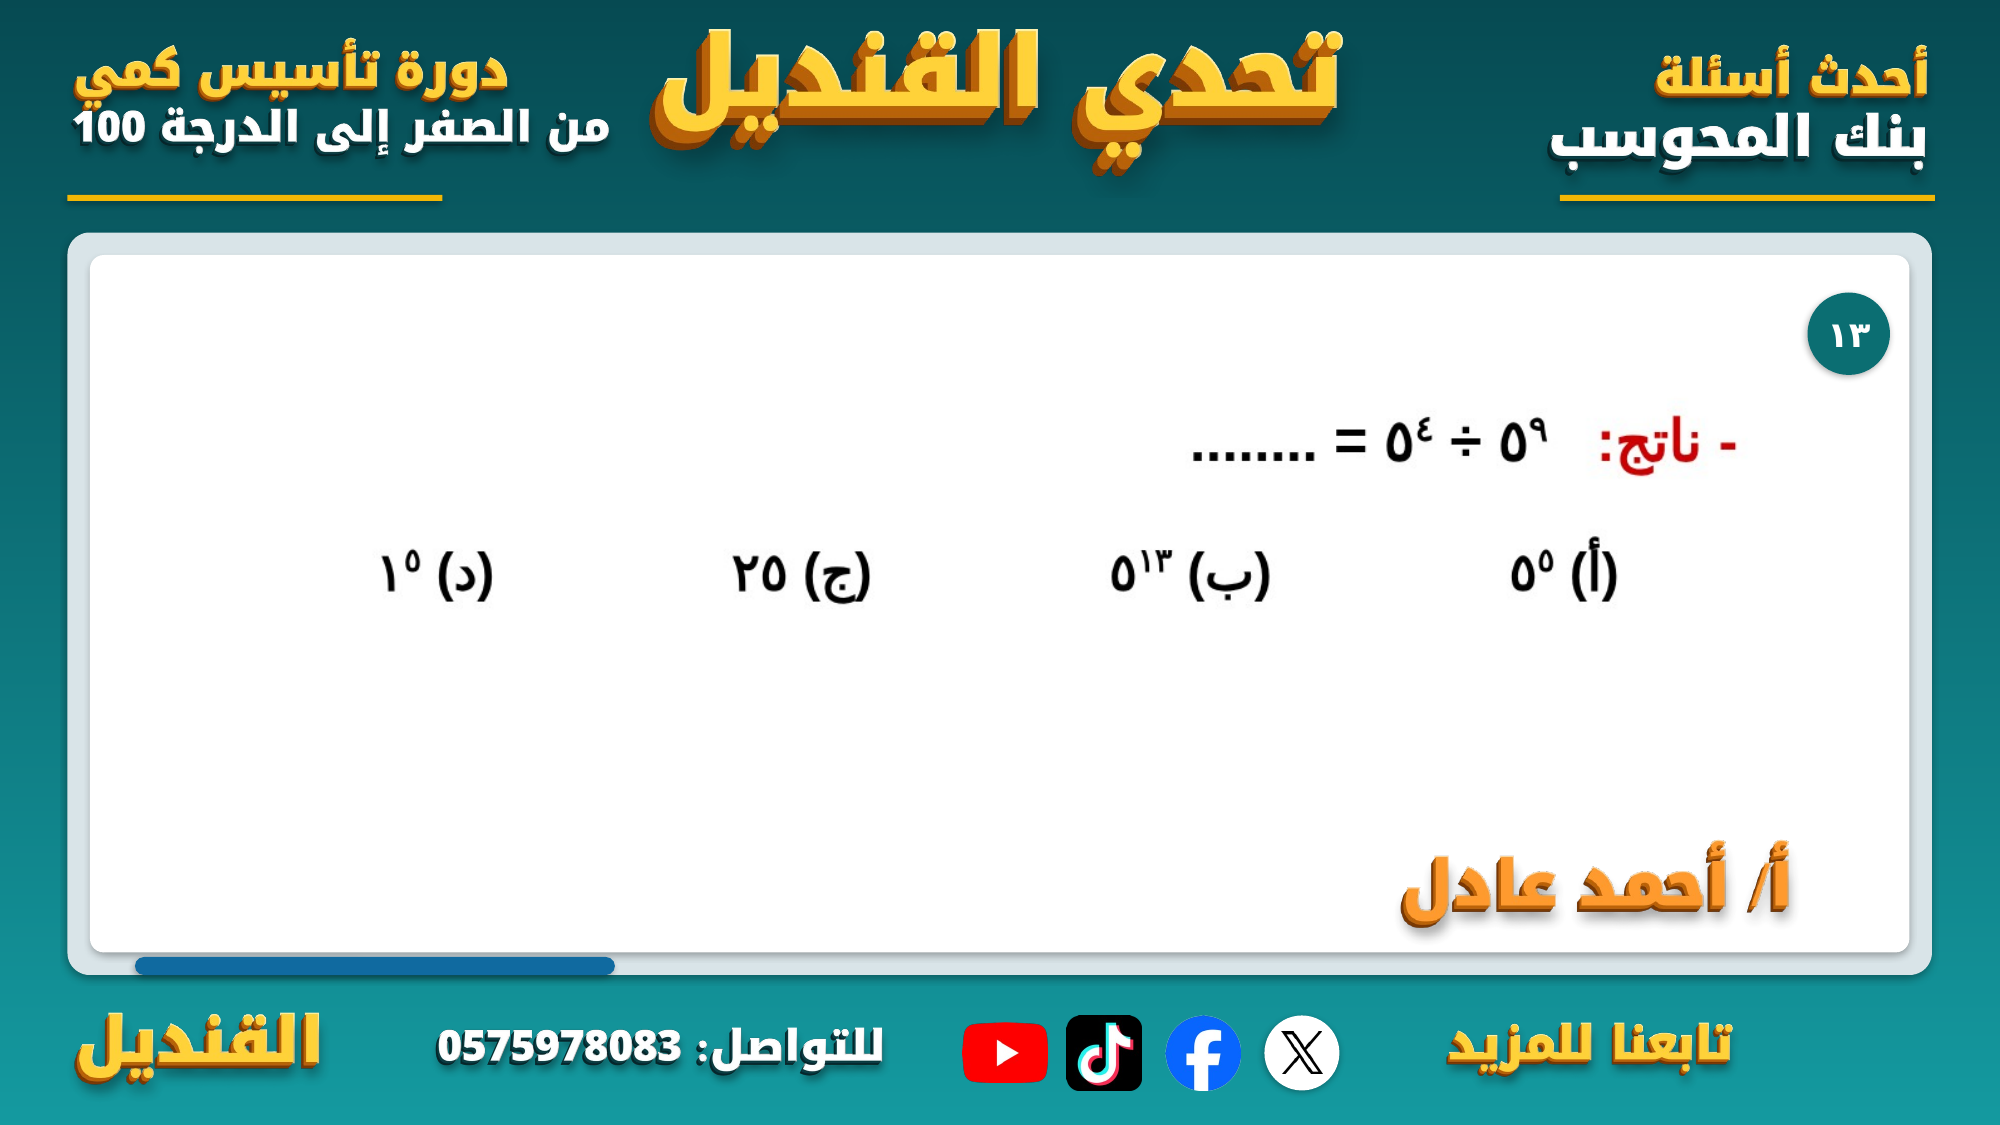 أحدث أسئلة
بنك المحوسب
تحدي القنديل
دورة تأسيس كمي
من الصفر إلى الدرجة 100
١٣
- ناتج: ٥⁹ ÷ ٥⁴ = ........
(أ) ٥⁵ (ب) ٥¹³ (ج) ٢٥ (د) ١⁵
أ/ أحمد عادل
تابعنا للمزيد
للتواصل: 0575978083
القنديل